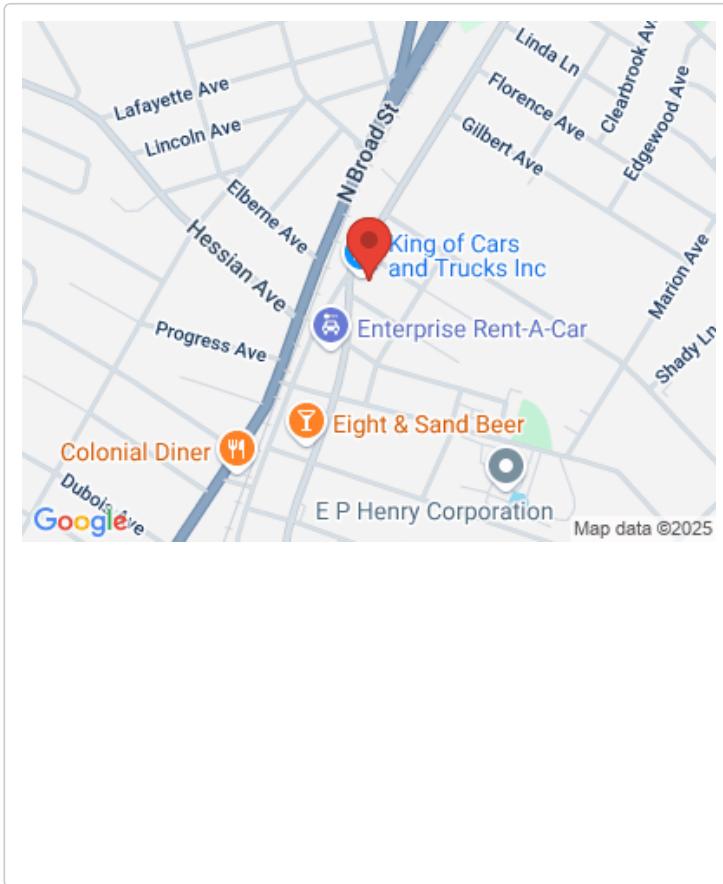 Linda Ln
Clearbrook Av
Lafayette Ave
Florence Ave
Edgewood Ave
Lincoln Ave
Gilbert Ave
N Broad St
Elberne Ave
Hessian Ave
King of Cars
and Trucks Inc
Marion Ave
Progress Ave
Enterprise Rent-A-Car
Shady Ln
Eight & Sand Beer
Colonial Diner
Dubois Ave
E P Henry Corporation
Google
Map data ©2025